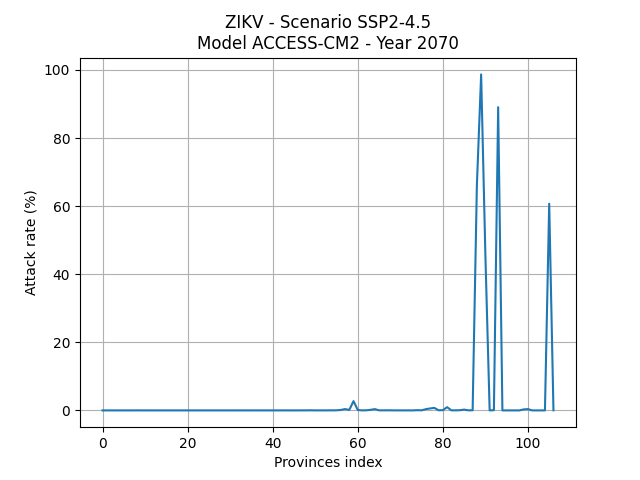 ZIKV - Scenario SSP2-4.5
Model ACCESS-CM2 - Year 2070
100
80
60
40
20
0
Attack rate (%)
0 20 40 60 80 100
Provinces index